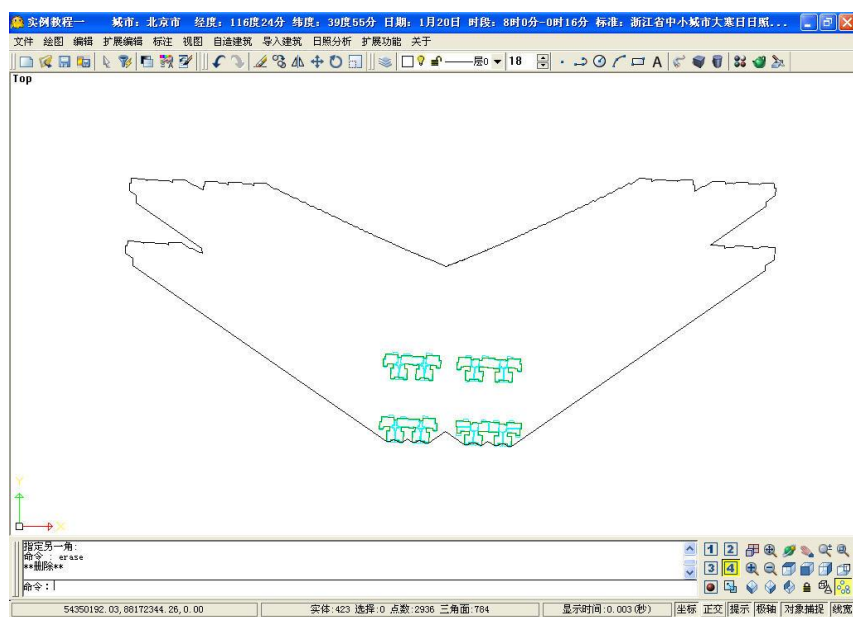 实例教程一 城市: 北京市 经度: 116度24分 纬度: 39度55分 日期: 1月20日 时段: 8时0分-0时16分 标准: 浙江省中小城市大寒日日照...
文件 绘图 编辑 扩展编辑 标注 视图 自造建筑 导入建筑 日照分析 扩展功能 关于
层0 18 A
Top
Y
X
指定另一角:
命令 : erase
**删除**
命令:
1 2
3 4
54350192.03,88172344.26,0.00 实体:423 选择:0 点数:2936 三角面:784 显示时间:0.003(秒) 坐标 正交 提示 极轴 对象捕捉 线宽